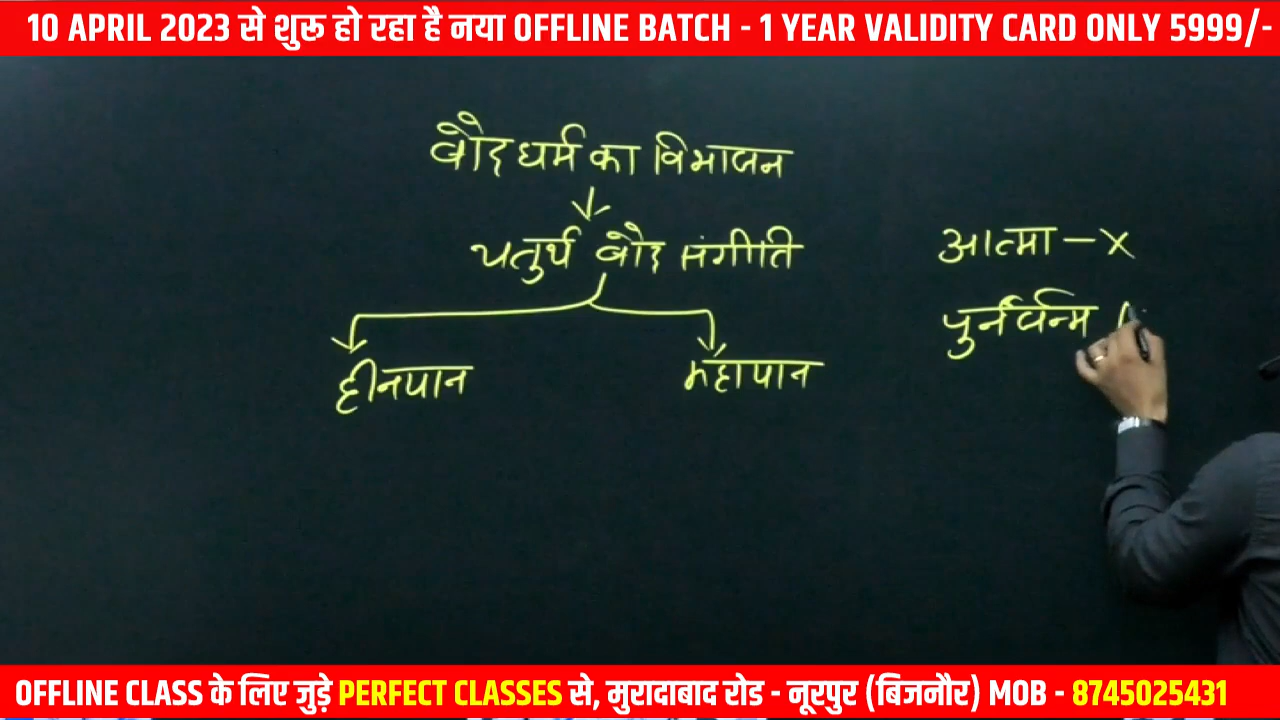 10 APRIL 2023 से शुरू हो रहा है नया OFFLINE BATCH - 1 YEAR VALIDITY CARD ONLY 5999/-
बौद्धधर्म का विभाजन
↓
चतुर्थ बौद्ध संगीति
आत्मा – ×
पुर्नर्जन्म
हीनयान महायान
OFFLINE CLASS के लिए जुड़े PERFECT CLASSES से, मुरादाबाद रोड - नूरपुर (बिजनौर) MOB - 8745025431